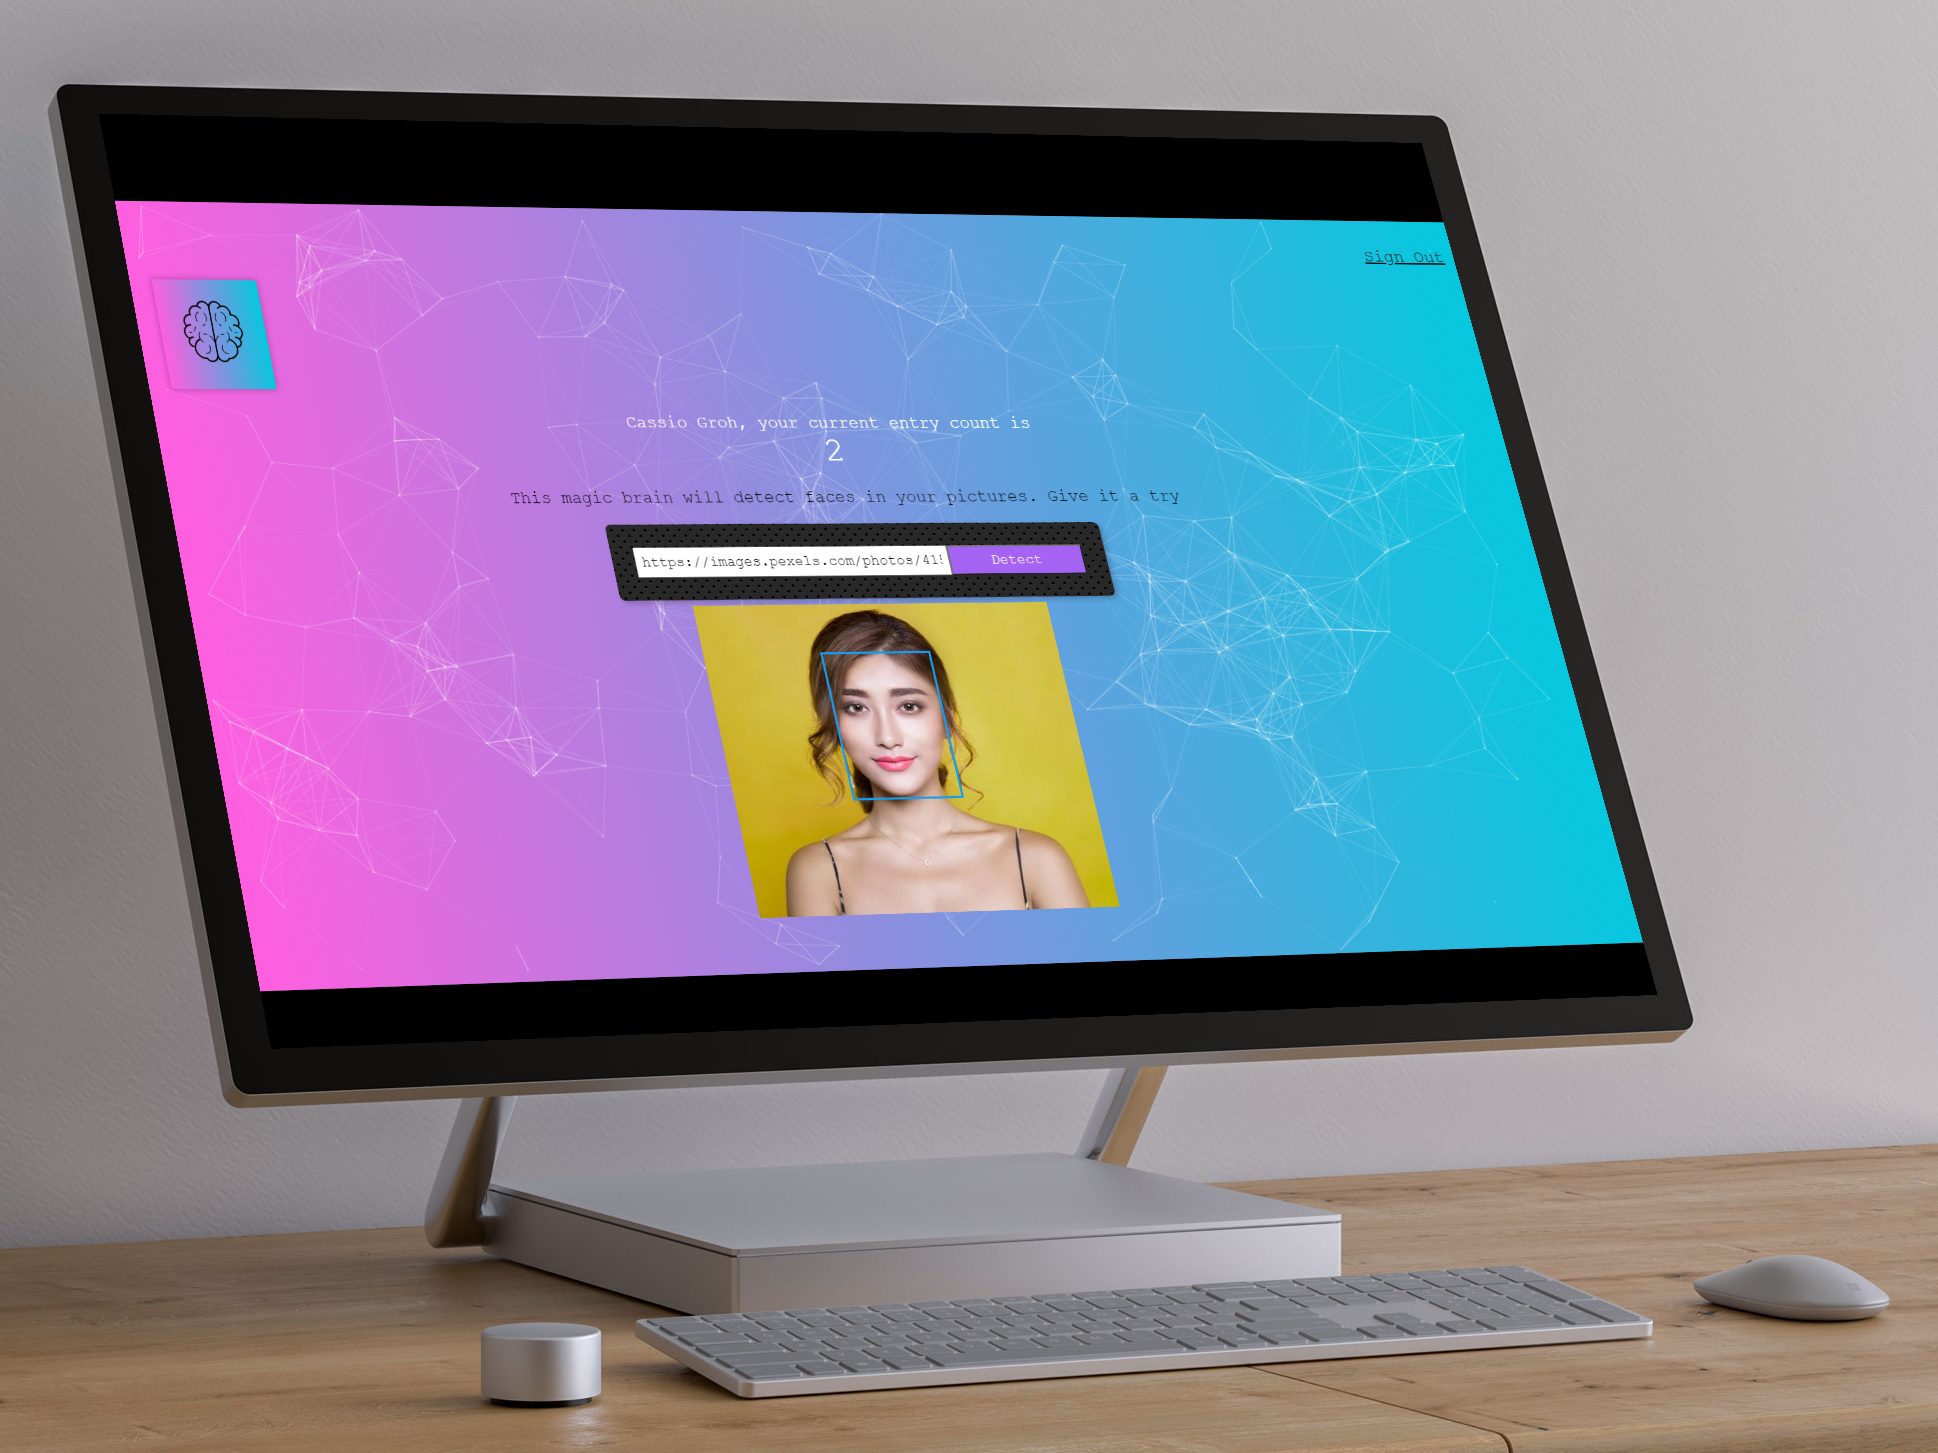 Sign Out
Cassio Groh, your current entry count is
2
This magic brain will detect faces in your pictures. Give it a try
https://images.pexels.com/photos/41
Detect